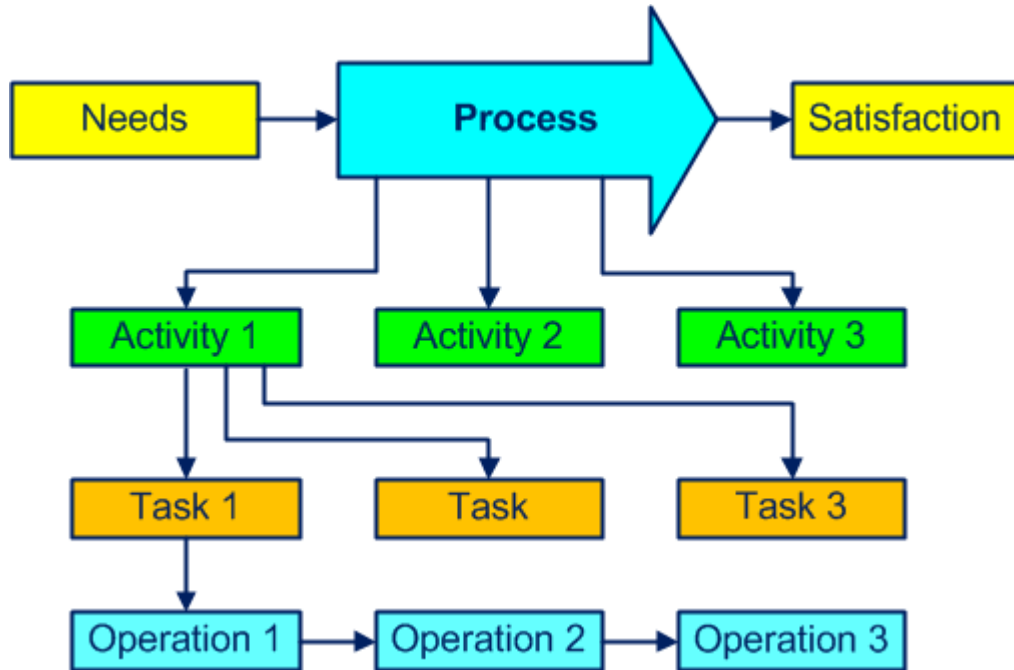 Needs
Process
Satisfaction
Activity 1
Activity 2
Activity 3
Task 1
Task
Task 3
Operation 1
Operation 2
Operation 3